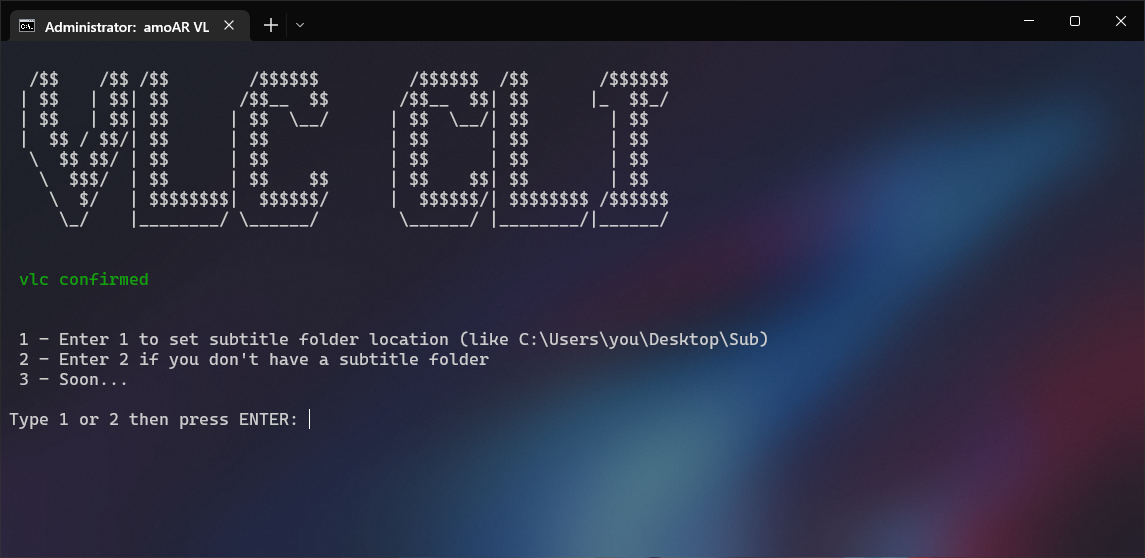 Administrator: amoAR VL
 /$$    /$$ /$$        /$$$$$$         /$$$$$$  /$$       /$$$$$$
| $$   | $$| $$       /$$__  $$       /$$__  $$| $$      |_  $$_/
| $$   | $$| $$      | $$  \__/      | $$  \__/| $$        | $$
|  $$ / $$/| $$      | $$            | $$      | $$        | $$
 \  $$ $$/ | $$      | $$            | $$      | $$        | $$
  \  $$$/  | $$      | $$    $$      | $$    $$| $$        | $$
   \  $/   | $$$$$$$$|  $$$$$$/      |  $$$$$$/| $$$$$$$$ /$$$$$$
    \_/    |________/ \______/        \______/ |________/|______/
vlc confirmed
1 - Enter 1 to set subtitle folder location (like C:\Users\you\Desktop\Sub)
2 - Enter 2 if you don't have a subtitle folder
3 - Soon...
Type 1 or 2 then press ENTER: